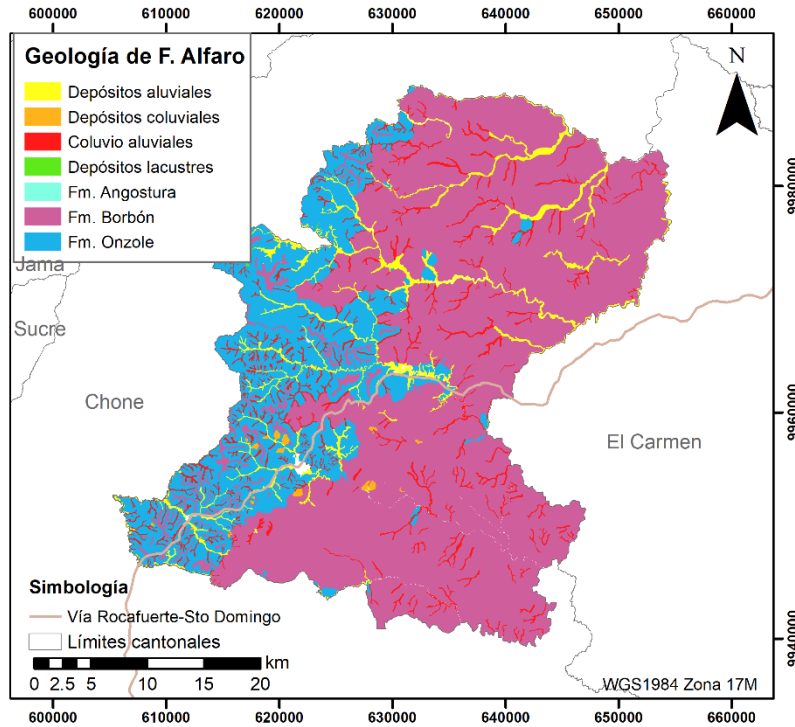 600000 610000 620000 630000 640000 650000 660000
Geología de F. Alfaro
Depósitos aluviales
Depósitos coluviales
Coluvio aluviales
Depósitos lacustres
Fm. Angostura
Fm. Borbón
Fm. Onzole
N
9980000
Jama
Sucre
Chone
9960000
El Carmen
Simbología
Vía Rocafuerte-Sto Domingo
Límites cantonales
km
0 2.5 5 10 15 20
9940000
WGS1984 Zona 17M
600000 610000 620000 630000 640000 650000 660000